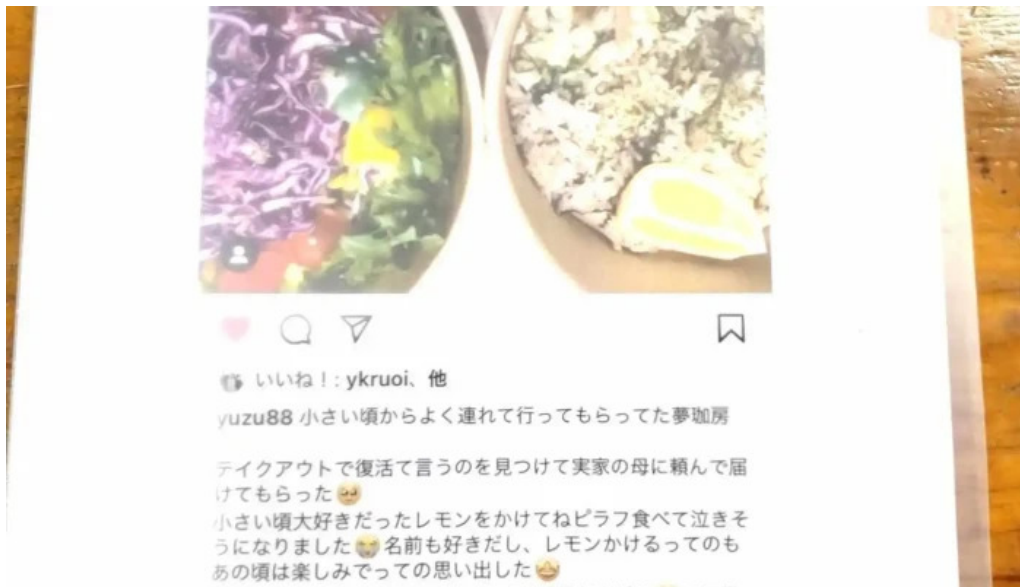 いいね！: ykruoi、他
yuzu88 小さい頃からよく連れて行ってもらってた夢珈房
テイクアウトで復活て言うのを見つけて実家の母に頼んで届
けてもらった🥺
小さい頃大好きだったレモンをかけてねピラフ食べて泣きそ
うになりました😭名前も好きだし、レモンかけるってのも
あの頃は楽しみでっての思い出した🤩